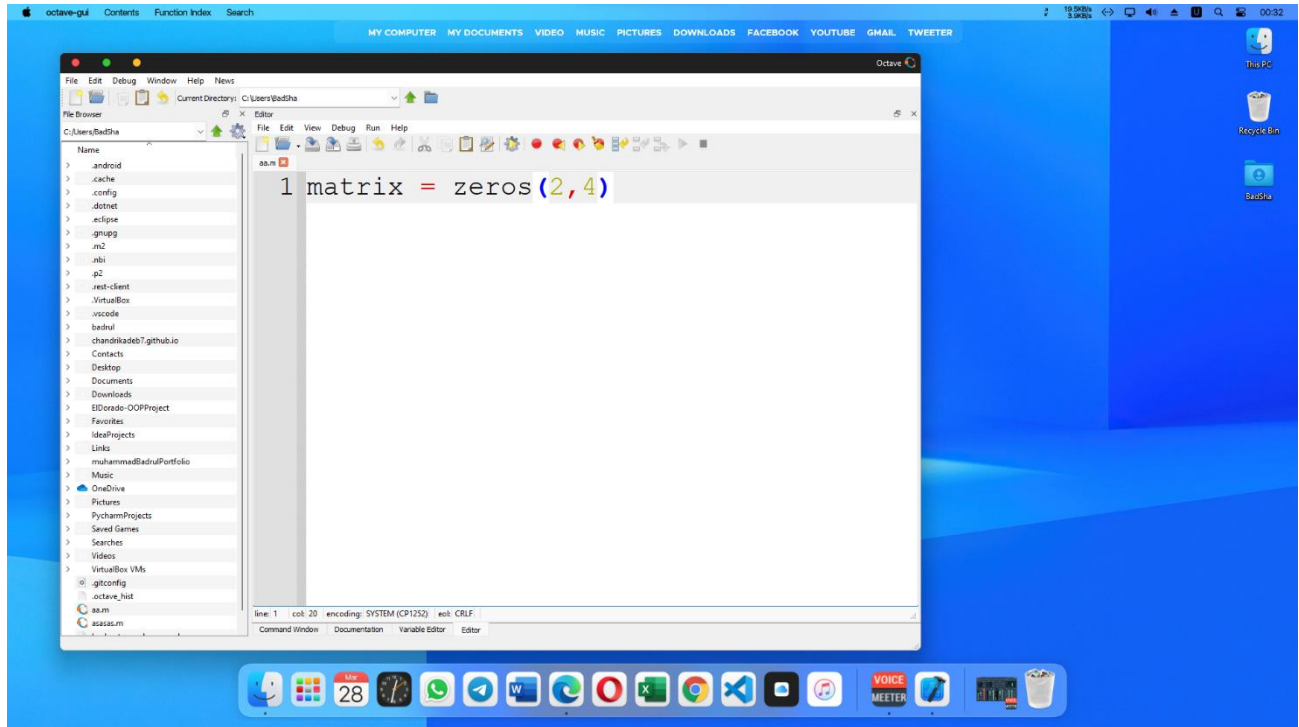 octave-gui Contents Function Index Search
19.5KB/s
3.9KB/s
00:32
MY COMPUTER MY DOCUMENTS VIDEO MUSIC PICTURES DOWNLOADS FACEBOOK YOUTUBE GMAIL TWEETER
This PC
Recycle Bin
BadSha
Octave
File Edit Debug Window Help News
Current Directory: C:\Users\BadSha
File Browser
C:/Users/BadSha
Name
.android
.cache
.config
.dotnet
.eclipse
.gnupg
.m2
.nbi
.p2
.rest-client
.VirtualBox
.vscode
badrul
chandrikadeb7.github.io
Contacts
Desktop
Documents
Downloads
ElDorado-OOPProject
Favorites
IdeaProjects
Links
muhammadBadrulPortfolio
Music
OneDrive
Pictures
PycharmProjects
Saved Games
Searches
Videos
VirtualBox VMs
.gitconfig
.octave_hist
aa.m
asasas.m
Editor
File Edit View Debug Run Help
aa.m
1 matrix = zeros(2,4)
line: 1 col: 20 encoding: SYSTEM (CP1252) eol: CRLF
Command Window Documentation Variable Editor Editor
Mar
28
VOICE
MEETER